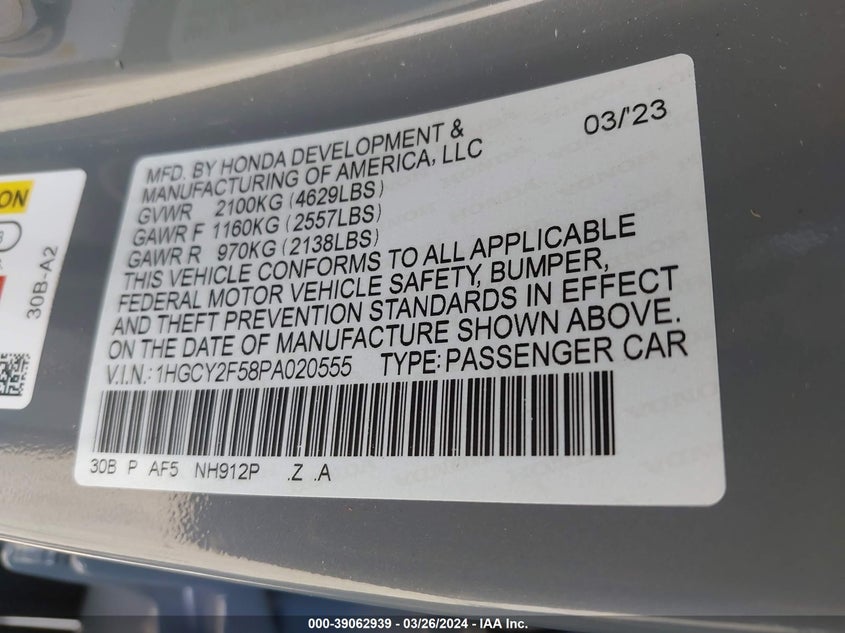 03/'23
MFD. BY HONDA DEVELOPMENT &
MANUFACTURING OF AMERICA, LLC
GVWR 2100KG (4629LBS)
GAWR F 1160KG (2557LBS)
GAWR R 970KG (2138LBS)
THIS VEHICLE CONFORMS TO ALL APPLICABLE
FEDERAL MOTOR VEHICLE SAFETY, BUMPER,
AND THEFT PREVENTION STANDARDS IN EFFECT
ON THE DATE OF MANUFACTURE SHOWN ABOVE.
V.I.N.: 1HGCY2F58PA020555 TYPE: PASSENGER CAR
30B P AF5 NH912P .Z .A
ON
30B-A2
000-39062939 - 03/26/2024 - IAA Inc.